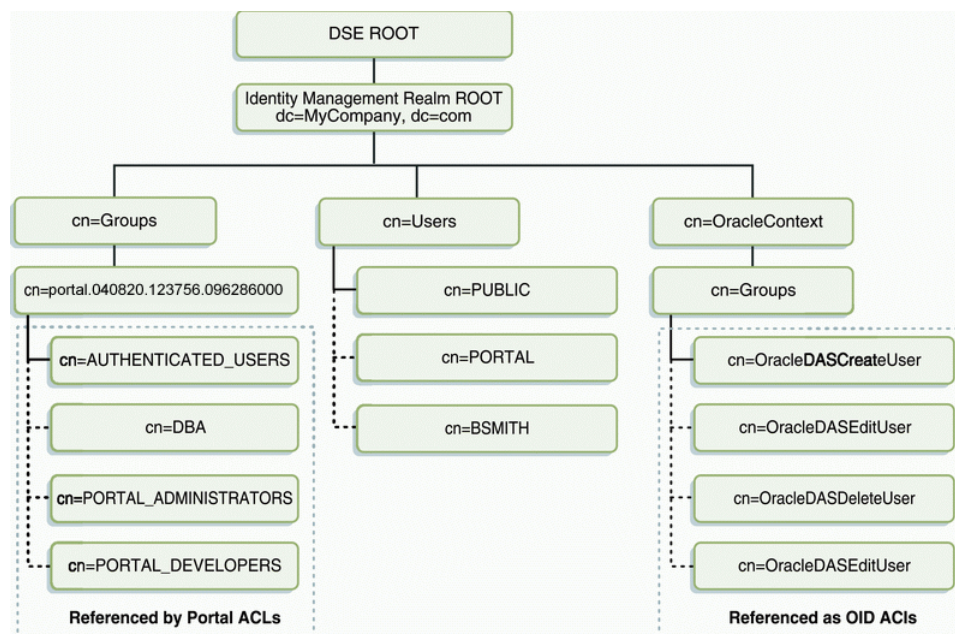 DSE ROOT
Identity Management Realm ROOT
dc=MyCompany, dc=com
cn=Groups
cn=Users
cn=OracleContext
cn=portal.040820.123756.096286000
cn=PUBLIC
cn=Groups
cn=AUTHENTICATED_USERS
cn=PORTAL
cn=OracleDASCreateUser
cn=DBA
cn=BSMITH
cn=OracleDASEditUser
cn=PORTAL_ADMINISTRATORS
cn=OracleDASDeleteUser
cn=PORTAL_DEVELOPERS
cn=OracleDASEditUser
Referenced by Portal ACLs
Referenced as OID ACIs